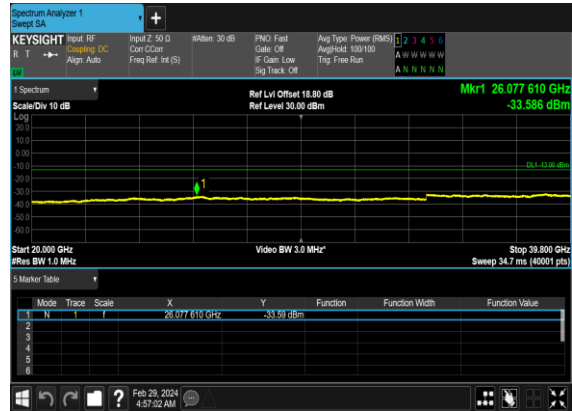 Spectrum Analyzer 1
Swept SA
+
KEYSIGHT Input: RF Input Z: 50 Ω #Atten: 30 dB PNO: Fast Avg Type: Power (RMS) 1 2 3 4 5 6
R T Coupling: DC Corr CCorr Gate: Off Avg|Hold: 100/100 A W W W W W
Align: Auto Freq Ref: Int (S) IF Gain: Low Trig: Free Run
LW Sig Track: Off A N N N N N
1 Spectrum Ref Lvl Offset 18.80 dB Mkr1 26.077 610 GHz
Scale/Div 10 dB Ref Level 30.00 dBm -33.586 dBm
Log
20.0
10.0
0.00
-10.0
DL1 -13.00 dBm
-20.0
1
-30.0
-40.0
-50.0
-60.0
Start 20.000 GHz Video BW 3.0 MHz* Stop 39.800 GHz
#Res BW 1.0 MHz Sweep 34.7 ms (40001 pts)
5 Marker Table
Mode Trace Scale X Y Function Function Width Function Value
1 N 1 f 26.077 610 GHz -33.59 dBm
2
3
4
5
6
? Feb 29, 2024
4:57:02 AM